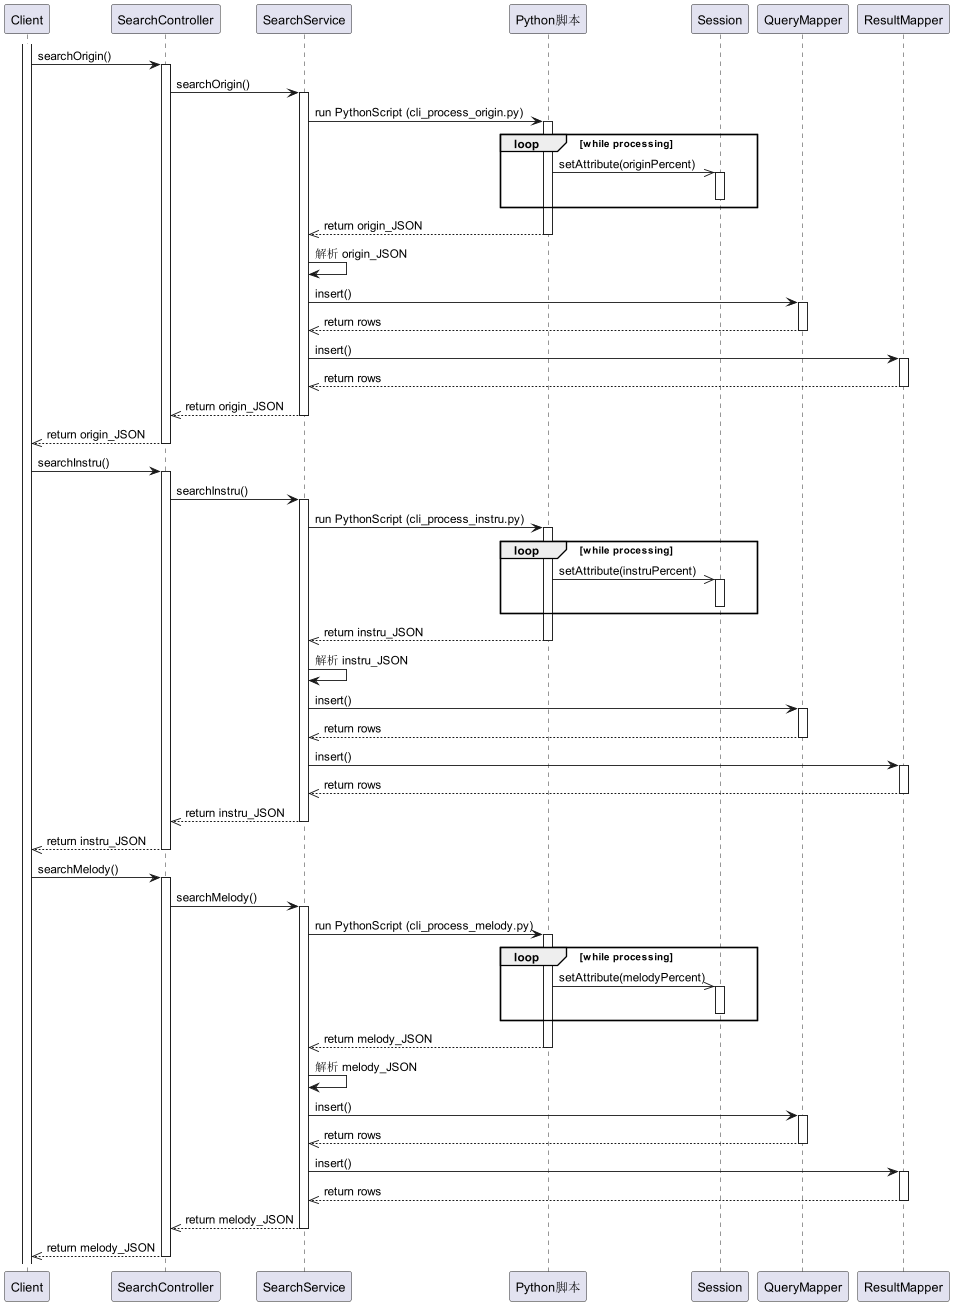 Client SearchController SearchService Python脚本 Session QueryMapper ResultMapper
searchOrigin()
searchOrigin()
run PythonScript (cli_process_origin.py)
loop [while processing]
setAttribute(originPercent)
return origin_JSON
解析 origin_JSON
insert()
return rows
insert()
return rows
return origin_JSON
return origin_JSON
searchInstru()
searchInstru()
run PythonScript (cli_process_instru.py)
loop [while processing]
setAttribute(instruPercent)
return instru_JSON
解析 instru_JSON
insert()
return rows
insert()
return rows
return instru_JSON
return instru_JSON
searchMelody()
searchMelody()
run PythonScript (cli_process_melody.py)
loop [while processing]
setAttribute(melodyPercent)
return melody_JSON
解析 melody_JSON
insert()
return rows
insert()
return rows
return melody_JSON
return melody_JSON
Client SearchController SearchService Python脚本 Session QueryMapper ResultMapper